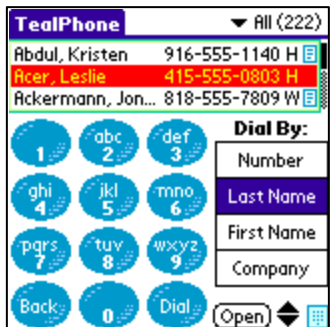 TealPhone All (222)
Abdul, Kristen 916-555-1140 H
Acer, Leslie 415-555-0803 H
Ackermann, Jon... 818-555-7809 W
Dial By:
1 abc 2 def 3
Number
ghi 4 jkl 5 mno 6
Last Name
First Name
pqrs 7 tuv 8 wxyz 9
Company
Back 0 Dial
Open